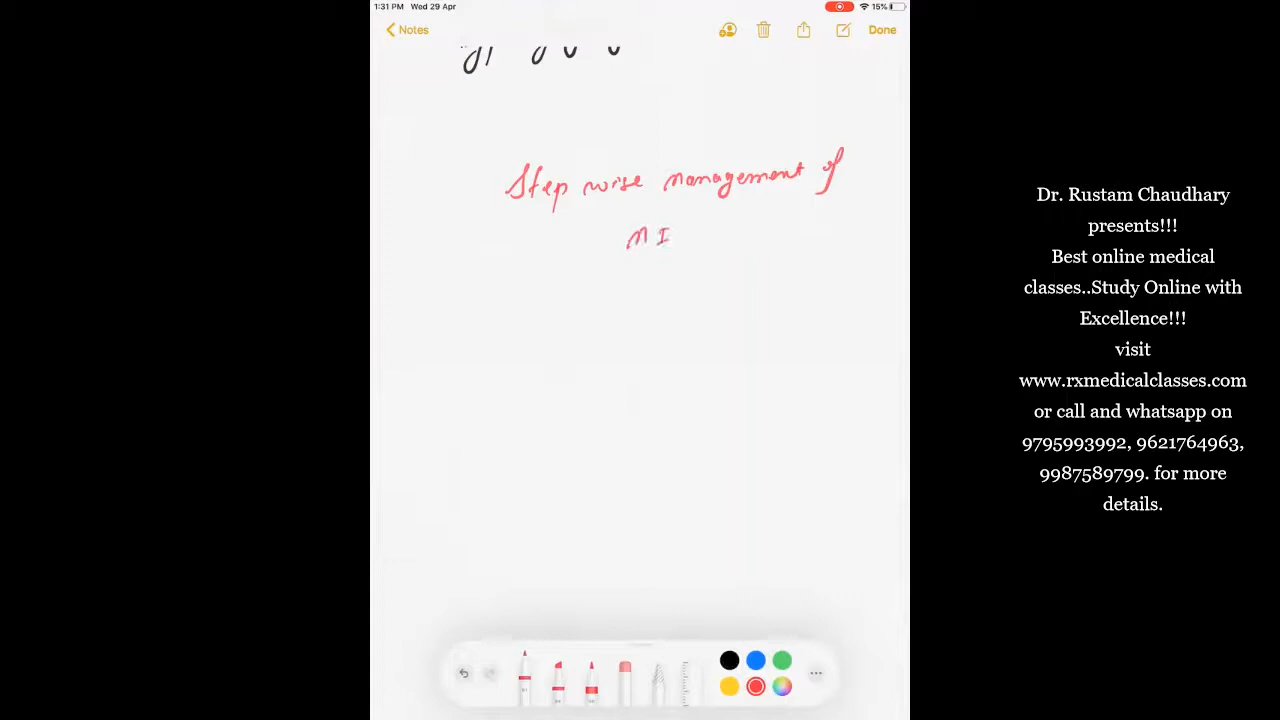 1:31 PM Wed 29 Apr
15%
Notes
Done
Step wise management of
MI
Dr. Rustam Chaudhary
presents!!!
Best online medical
classes..Study Online with
Excellence!!!
visit
www.rxmedicalclasses.com
or call and whatsapp on
9795993992, 9621764963,
9987589799. for more
details.